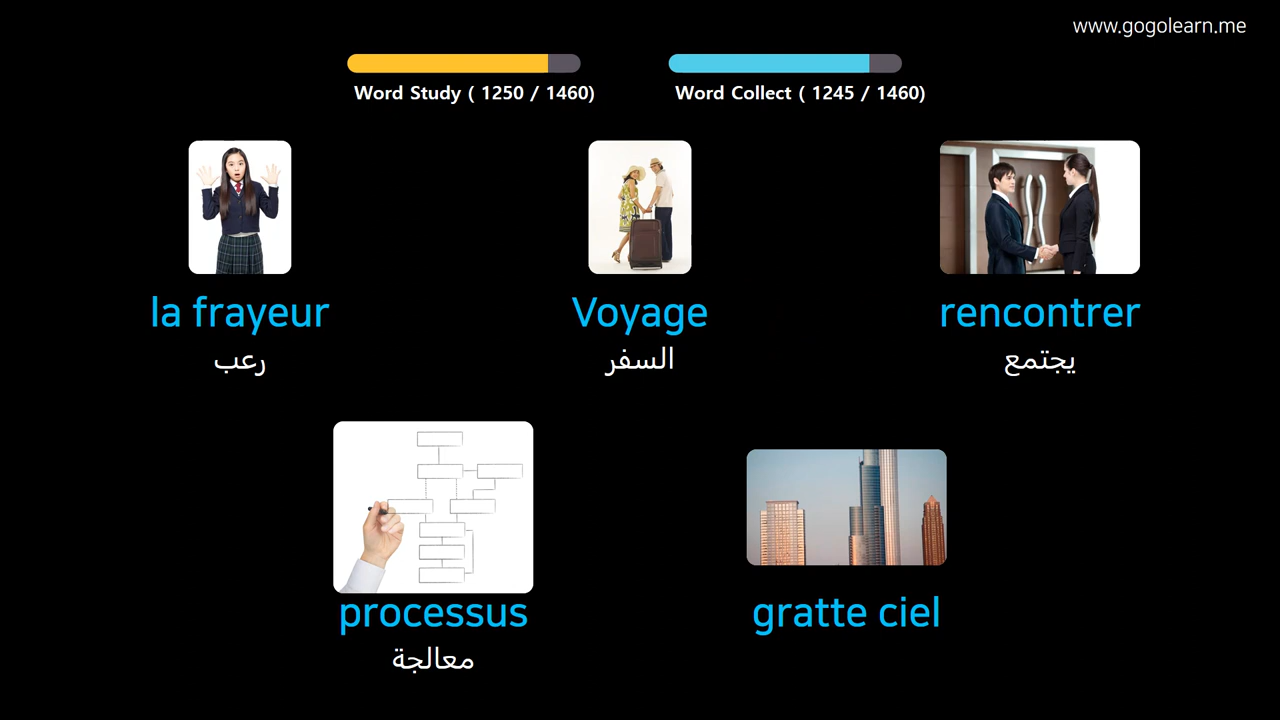 www.gogolearn.me
Word Study ( 1250 / 1460)
Word Collect ( 1245 / 1460)
la frayeur
رعب
Voyage
السفر
rencontrer
يجتمع
processus
معالجة
gratte ciel